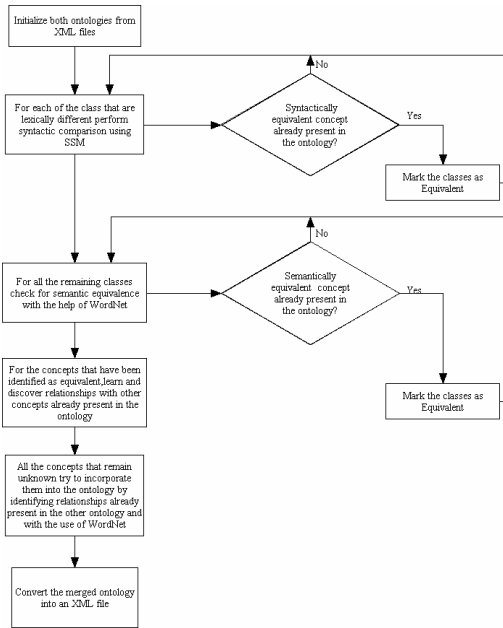 Initialize both ontologies from
XML files
No
For each of the class that are
lexically different perform
syntactic comparison using
SSM
Syntactically
equivalent concept
already present in
the ontology?
Yes
Mark the classes as
Equivalent
No
For all the remaining classes
check for semantic equivalence
with the help of WordNet
Semantically
equivalent concept
already present in
the ontology?
Yes
For the concepts that have been
identified as equivalent,learn and
discover relationships with other
concepts already present in the
ontology
Mark the classes as
Equivalent
All the concepts that remain
unknown try to incorporate
them into the ontology by
identifying relationships already
present in the other ontology and
with the use of WordNet
Convert the merged ontology
into an XML file